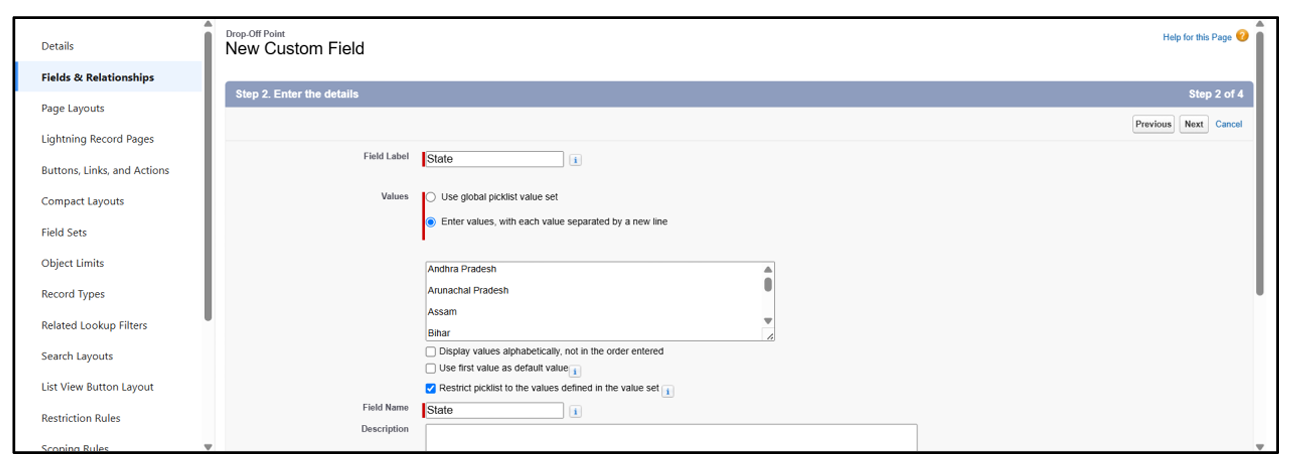 Details
Fields & Relationships
Page Layouts
Lightning Record Pages
Buttons, Links, and Actions
Compact Layouts
Field Sets
Object Limits
Record Types
Related Lookup Filters
Search Layouts
List View Button Layout
Restriction Rules
Scoping Rules
Drop-Off Point
New Custom Field
Help for this Page ?
Step 2. Enter the details Step 2 of 4
Previous Next Cancel
Field Label State i
Values Use global picklist value set
Enter values, with each value separated by a new line
Andhra Pradesh
Arunachal Pradesh
Assam
Bihar
Display values alphabetically, not in the order entered
Use first value as default value i
Restrict picklist to the values defined in the value set i
Field Name State i
Description